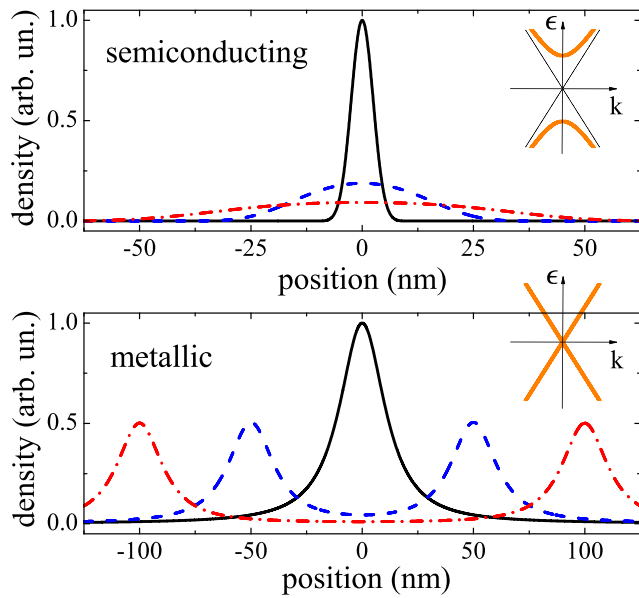 1.0
0.5
0.0
density (arb. un.)
semiconducting
ϵ
k
-50
-25
0
25
50
position (nm)
1.0
0.5
0.0
density (arb. un.)
metallic
ϵ
k
-100
-50
0
50
100
position (nm)